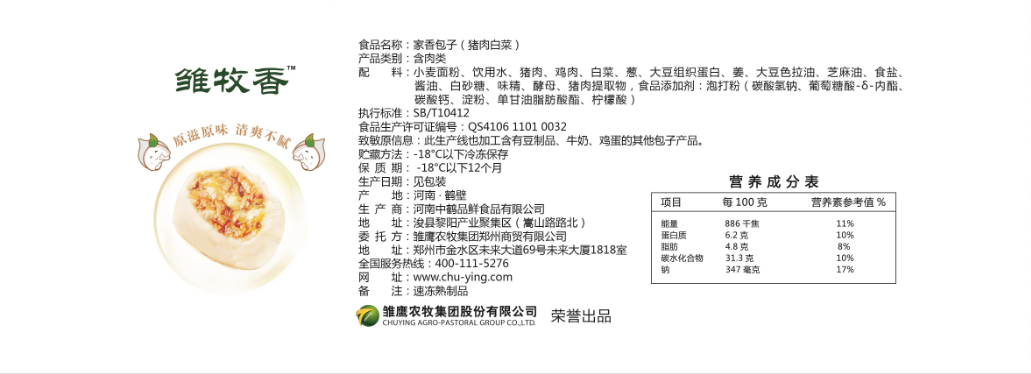 雏牧香™
原滋原味 清爽不腻
食品名称：家香包子（猪肉白菜）
产品类别：含肉类
配 料：小麦面粉、饮用水、猪肉、鸡肉、白菜、葱、大豆组织蛋白、姜、大豆色拉油、芝麻油、食盐、
酱油、白砂糖、味精、酵母、猪肉提取物，食品添加剂：泡打粉（碳酸氢钠、葡萄糖酸-δ-内酯、
碳酸钙、淀粉、单甘油脂肪酸酯、柠檬酸）
执行标准：SB/T10412
食品生产许可证编号：QS4106 1101 0032
致敏原信息：此生产线也加工含有豆制品、牛奶、鸡蛋的其他包子产品。
贮藏方法：-18°C以下冷冻保存
保 质 期：-18°C以下12个月
生产日期：见包装
产 地：河南·鹤壁
生 产 商：河南中鹤品鲜食品有限公司
地 址：浚县黎阳产业聚集区（嵩山路路北）
委 托 方：雏鹰农牧集团郑州商贸有限公司
地 址：郑州市金水区未来大道69号未来大厦1818室
全国服务热线：400-111-5276
网 址：www.chu-ying.com
备 注：速冻熟制品
雏鹰农牧集团股份有限公司 荣誉出品
CHUYING AGRO-PASTORAL GROUP CO.,LTD.
营养成分表
项目 每 100 克 营养素参考值 %
能量 886 千焦 11%
蛋白质 6.2 克 10%
脂肪 4.8 克 8%
碳水化合物 31.3 克 10%
钠 347 毫克 17%